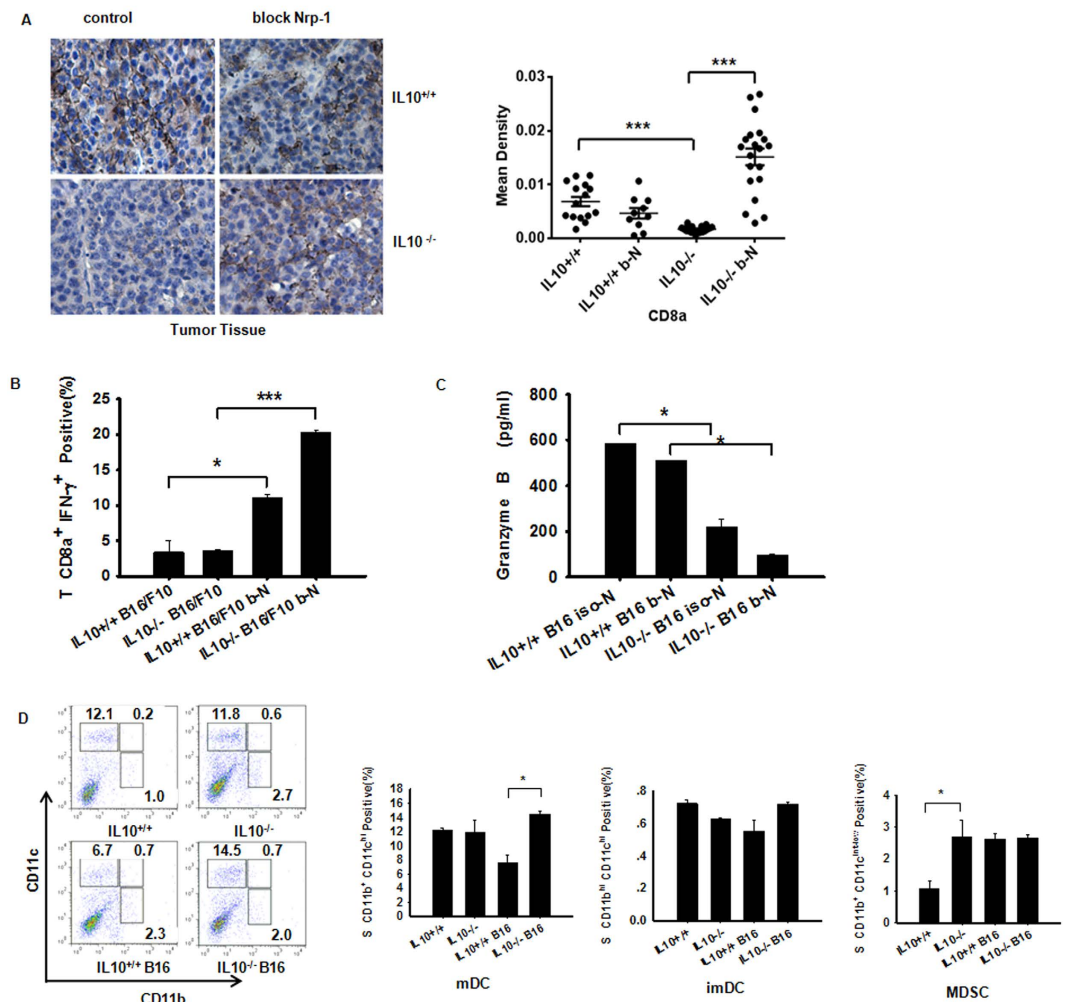 A
control
block Nrp-1
IL10+/+
IL10 -/-
Tumor Tissue
Mean Density
0.03
0.02
0.01
0.00
***
***
IL10+/+
IL10+/+ b-N
IL10-/-
IL10-/- b-N
CD8a
B
T CD8a+ IFN-γ+ Positive(%)
25
20
15
10
5
0
*
***
IL10+/+ B16/F10
IL10-/- B16/F10
IL10+/+ B16/F10 b-N
IL10-/- B16/F10 b-N
C
Granzyme B (pg/ml)
800
600
400
200
0
*
*
IL10+/+ B16 iso-N
IL10+/+ B16 b-N
IL10-/- B16 iso-N
IL10-/- B16 b-N
D
CD11c
12.1 0.2
1.0
IL10+/+
11.8 0.6
2.7
IL10-/-
6.7 0.7
2.3
IL10+/+ B16
14.5 0.7
2.0
IL10-/- B16
CD11b
S CD11b+ CD11chi Positive(%)
18
16
14
12
10
8
6
4
2
0
*
IL10+/+
IL10-/-
IL10+/+ B16
IL10-/- B16
mDC
S CD11bhi CD11chi Positive(%)
.8
.6
.4
.2
0.0
IL10+/+
IL10-/-
IL10+/+ B16
IL10-/- B16
imDC
S CD11b+ Positive(%)
4
3
2
1
0
*
IL10+/+
IL10-/-
IL10+/+ B16
IL10-/- B16
MDSC